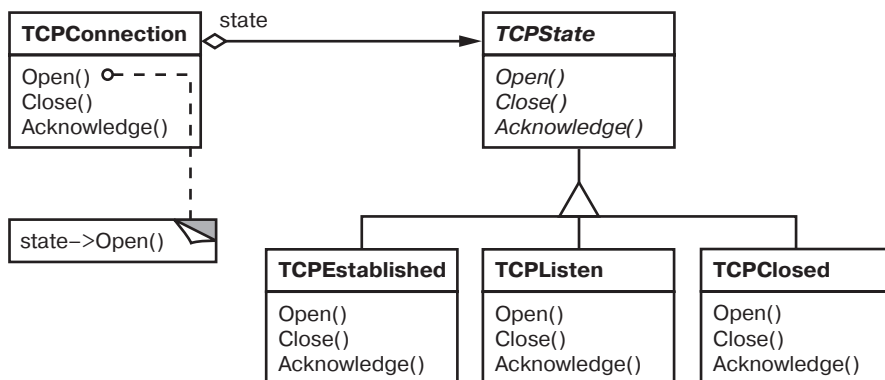 state
TCPConnection
Open()
Close()
Acknowledge()
state->Open()
TCPState
Open()
Close()
Acknowledge()
TCPEstablished
Open()
Close()
Acknowledge()
TCPListen
Open()
Close()
Acknowledge()
TCPClosed
Open()
Close()
Acknowledge()